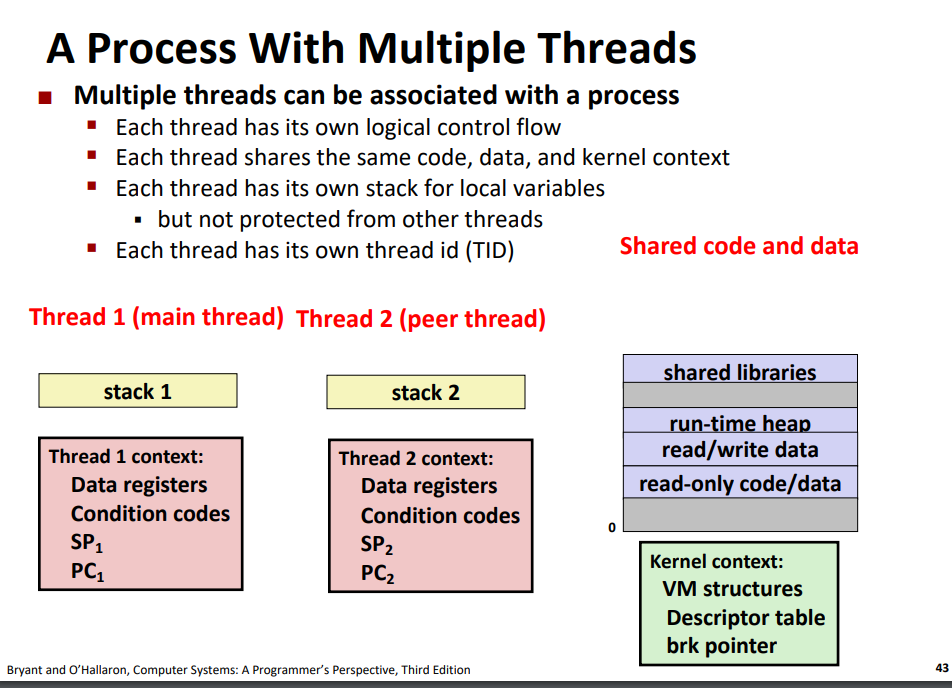 A Process With Multiple Threads
■ Multiple threads can be associated with a process
▪ Each thread has its own logical control flow
▪ Each thread shares the same code, data, and kernel context
▪ Each thread has its own stack for local variables
▪ but not protected from other threads
▪ Each thread has its own thread id (TID)
Shared code and data
Thread 1 (main thread)
Thread 2 (peer thread)
stack 1
Thread 1 context:
Data registers
Condition codes
SP₁
PC₁
stack 2
Thread 2 context:
Data registers
Condition codes
SP₂
PC₂
shared libraries
run-time heap
read/write data
read-only code/data
0
Kernel context:
VM structures
Descriptor table
brk pointer
Bryant and O'Hallaron, Computer Systems: A Programmer's Perspective, Third Edition
43